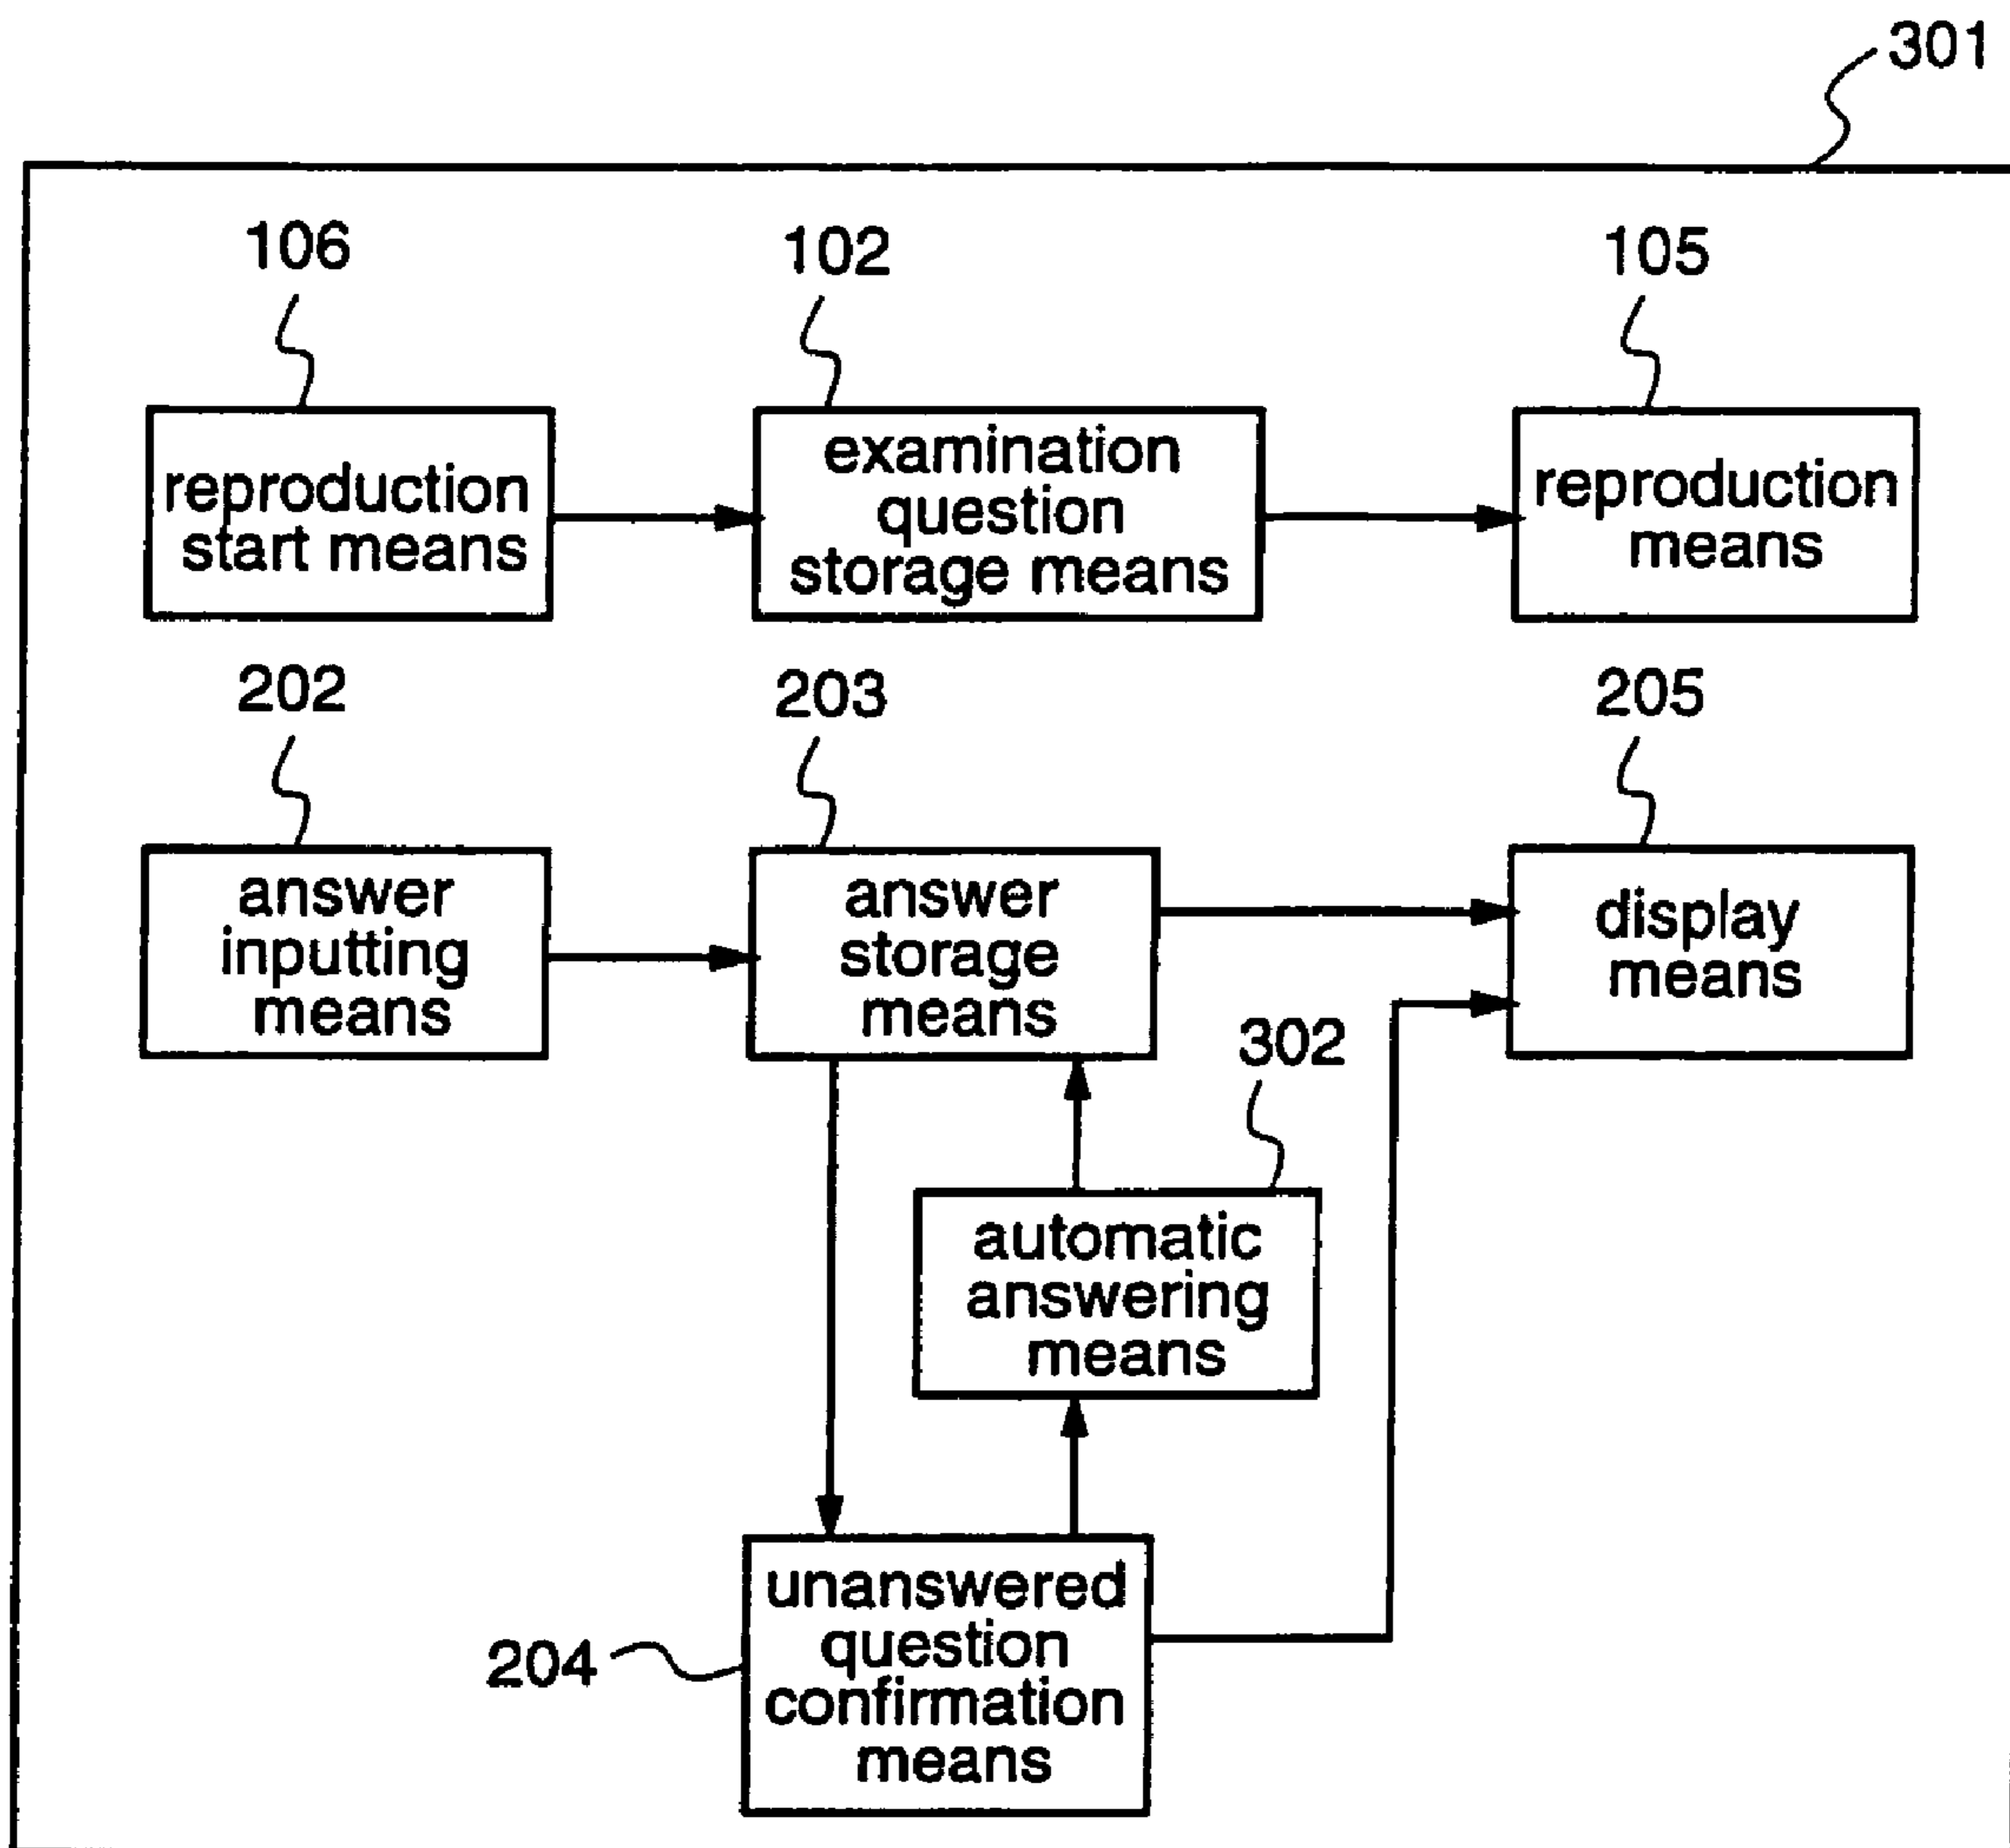 301
106
102
105
reproduction
start means
examination
question
storage means
reproduction
means
202
203
205
answer
inputting
means
answer
storage
means
display
means
302
automatic
answering
means
204
unanswered
question
confirmation
means